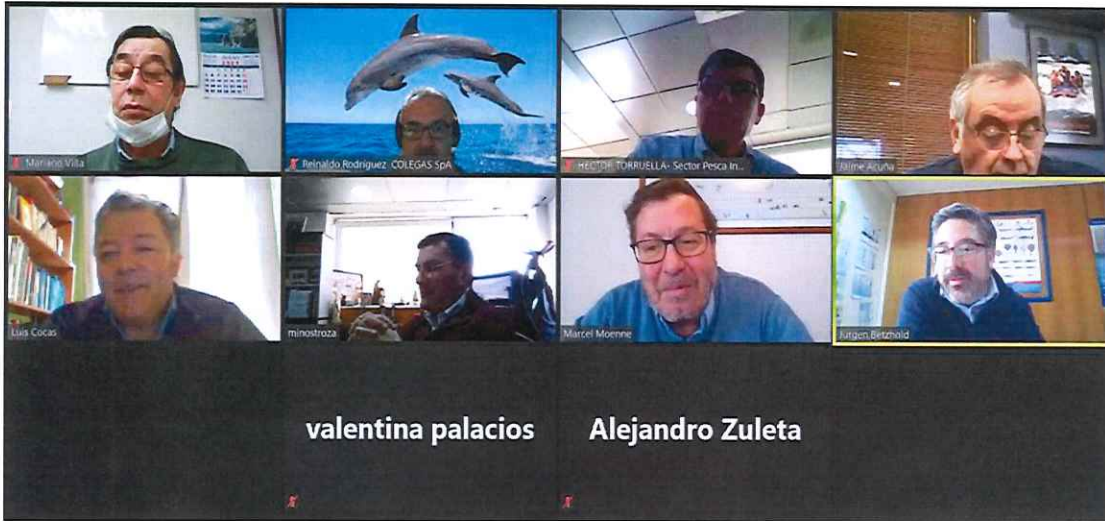 Mariano Villa
Reinaldo Rodríguez COLEGAS SpA
HECTOR TORRUELLA- Sector Pesca In...
Jaime Acuña
Luis Cocas
minostroza
Marcel Moenne
Jürgen Betzhold
valentina palacios
Alejandro Zuleta